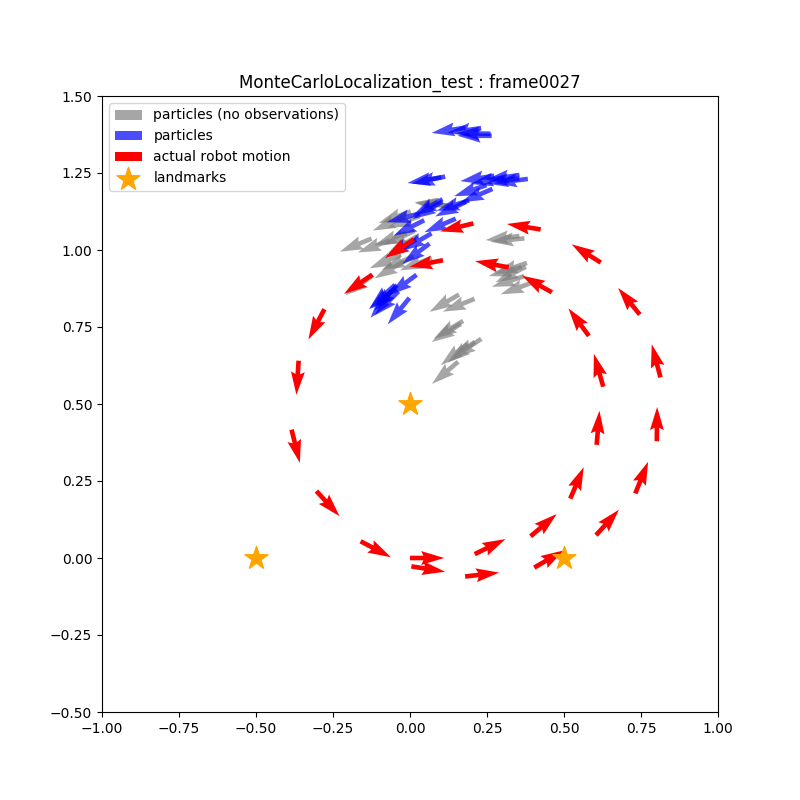 MonteCarloLocalization_test : frame0027
particles (no observations)
particles
actual robot motion
landmarks
1.50
1.25
1.00
0.75
0.50
0.25
0.00
−0.25
−0.50
−1.00 −0.75 −0.50 −0.25 0.00 0.25 0.50 0.75 1.00